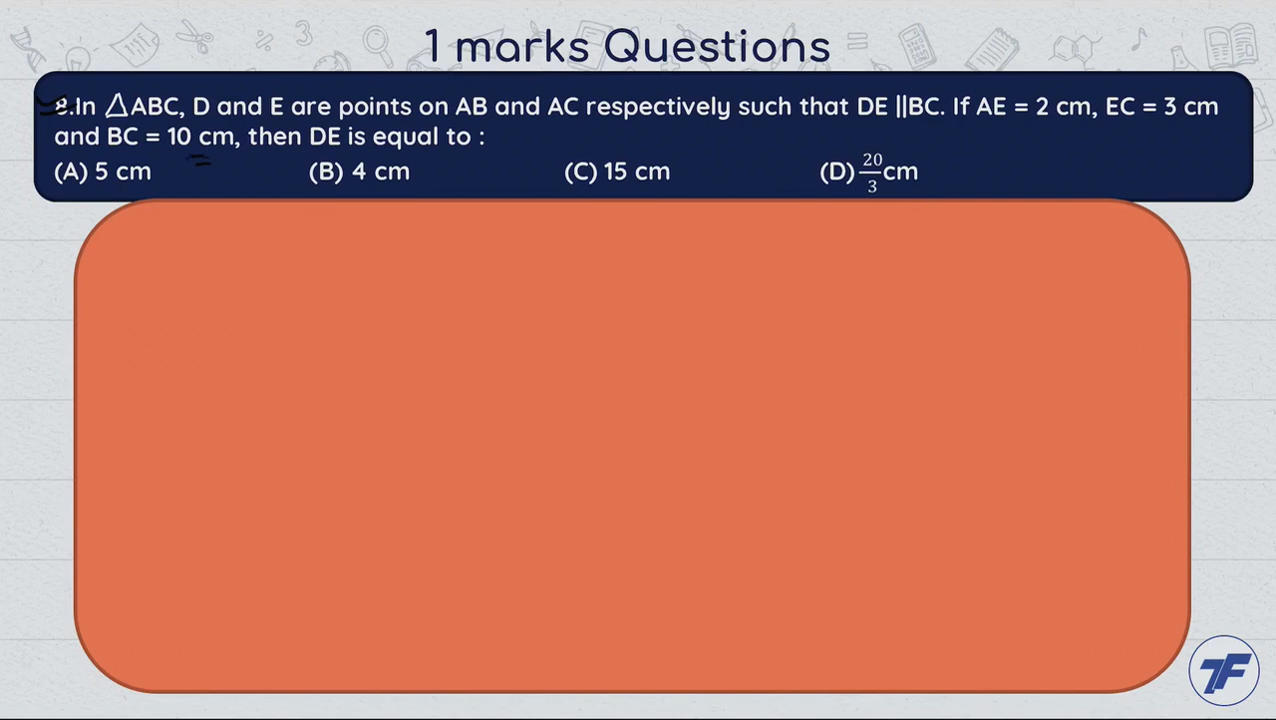 1 marks Questions
8.In △ABC, D and E are points on AB and AC respectively such that DE ||BC. If AE = 2 cm, EC = 3 cm
and BC = 10 cm, then DE is equal to :
(A) 5 cm (B) 4 cm (C) 15 cm (D) 20/3 cm
TF